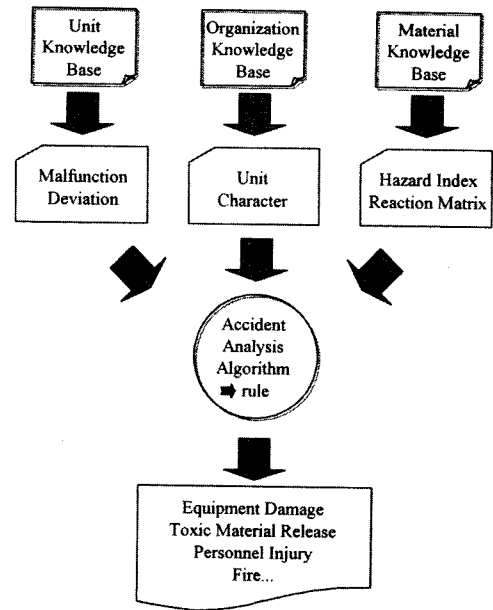 Unit
Knowledge
Base
Organization
Knowledge
Base
Material
Knowledge
Base
Malfunction
Deviation
Unit
Character
Hazard Index
Reaction Matrix
Accident
Analysis
Algorithm
➡ rule
Equipment Damage
Toxic Material Release
Personnel Injury
Fire...